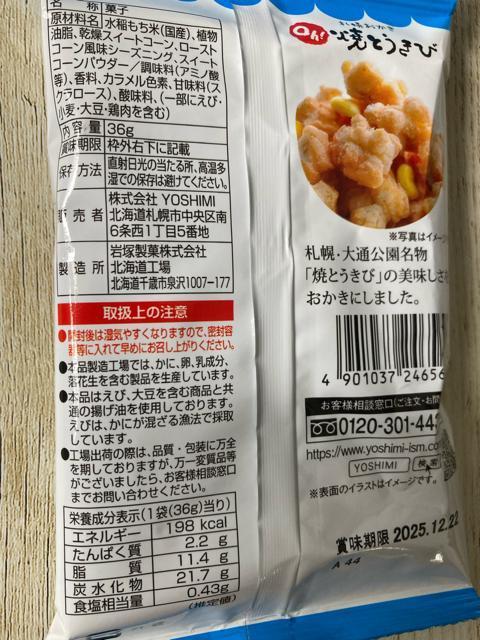 名 称 菓子
原材料名 水稲もち米(国産)、植物
油脂、乾燥スイートコーン、ロースト
コーン風味シーズニング、スイート
コーンパウダー/調味料(アミノ酸
等)、香料、カラメル色素、甘味料(ス
クラロース)、酸味料、(一部にえび・
小麦・大豆・鶏肉を含む)
内容量 36g
賞味期限 枠外右下に記載
保存方法 直射日光の当たる所、高温多
湿での保存は避けてください。
販売者 株式会社 YOSHIMI
北海道札幌市中央区南
6条西1丁目5番地
製造所 岩塚製菓株式会社
北海道工場
北海道千歳市泉沢1007-177
取扱上の注意
●開封後は湿気やすくなりますので、密封容
器等に入れて早めにお召し上がりください。
●本品製造工場では、かに、卵、乳成分、
落花生を含む製品を生産しています。
●本品はえび、大豆を含む商品と共
通の揚げ油を使用しております。
えびは、かにが混ざる漁法で採取
しています。
●工場出荷の際は、品質・包装に万全
を期しておりますが、万一変質品等
がございましたら、お客様相談窓口
までお問い合わせください。
栄養成分表示(1袋(36g)当り)
エネルギー 198 kcal
たんぱく質 2.2 g
脂質 11.4 g
炭水化物 21.7 g
食塩相当量 0.43g
(推定値)
札幌おかき
Oh! 焼とうきび
※写真はイメージ
札幌・大通公園名物
「焼とうきび」の美味しさを
おかきにしました。
4 901037 24656
お客様相談窓口(ご注文・お問
0120-301-44
https://www.yoshimi-ism.com
YOSHIMI 検索
※表面のイラストはイメージです。
賞味期限 2025.12.22
A 44